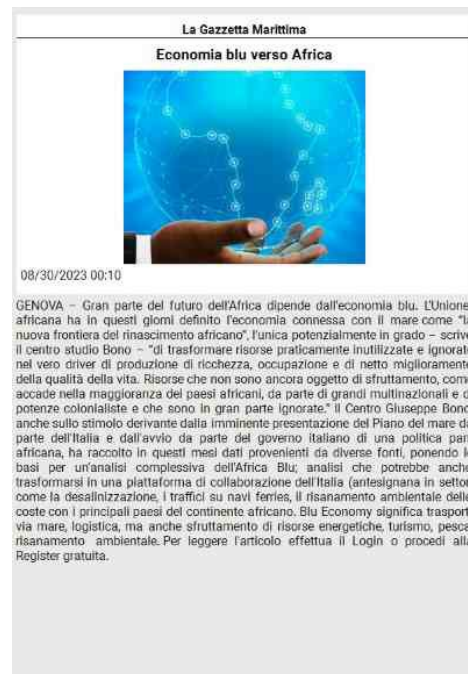 La Gazzetta Marittima
Economia blu verso Africa
08/30/2023 00:10
GENOVA – Gran parte del futuro dell'Africa dipende dall'economia blu. L'Unione
africana ha in questi giorni definito l'economia connessa con il mare come "la
nuova frontiera del rinascimento africano", l'unica potenzialmente in grado – scrive
il centro studio Bono – "di trasformare risorse praticamente inutilizzate e ignorate
nel vero driver di produzione di ricchezza, occupazione e di netto miglioramento
della qualità della vita. Risorse che non sono ancora oggetto di sfruttamento, come
accade nella maggioranza dei paesi africani, da parte di grandi multinazionali e di
potenze colonialiste e che sono in gran parte ignorate." Il Centro Giuseppe Bono,
anche sullo stimolo derivante dalla imminente presentazione del Piano del mare da
parte dell'Italia e dall'avvio da parte del governo italiano di una politica pan
africana, ha raccolto in questi mesi dati provenienti da diverse fonti, ponendo le
basi per un'analisi complessiva dell'Africa Blu; analisi che potrebbe anche
trasformarsi in una plattaforma di collaborazione dell'Italia (antesignana in settori
come la desalinizzazione, i traffici su navi ferries, il risanamento ambientale delle
coste con i principali paesi del continente africano. Blu Economy significa trasporti
via mare, logistica, ma anche sfruttamento di risorse energetiche, turismo, pesca,
risanamento ambientale. Per leggere l'articolo effettua il Login o procedi alla
Register gratuita.